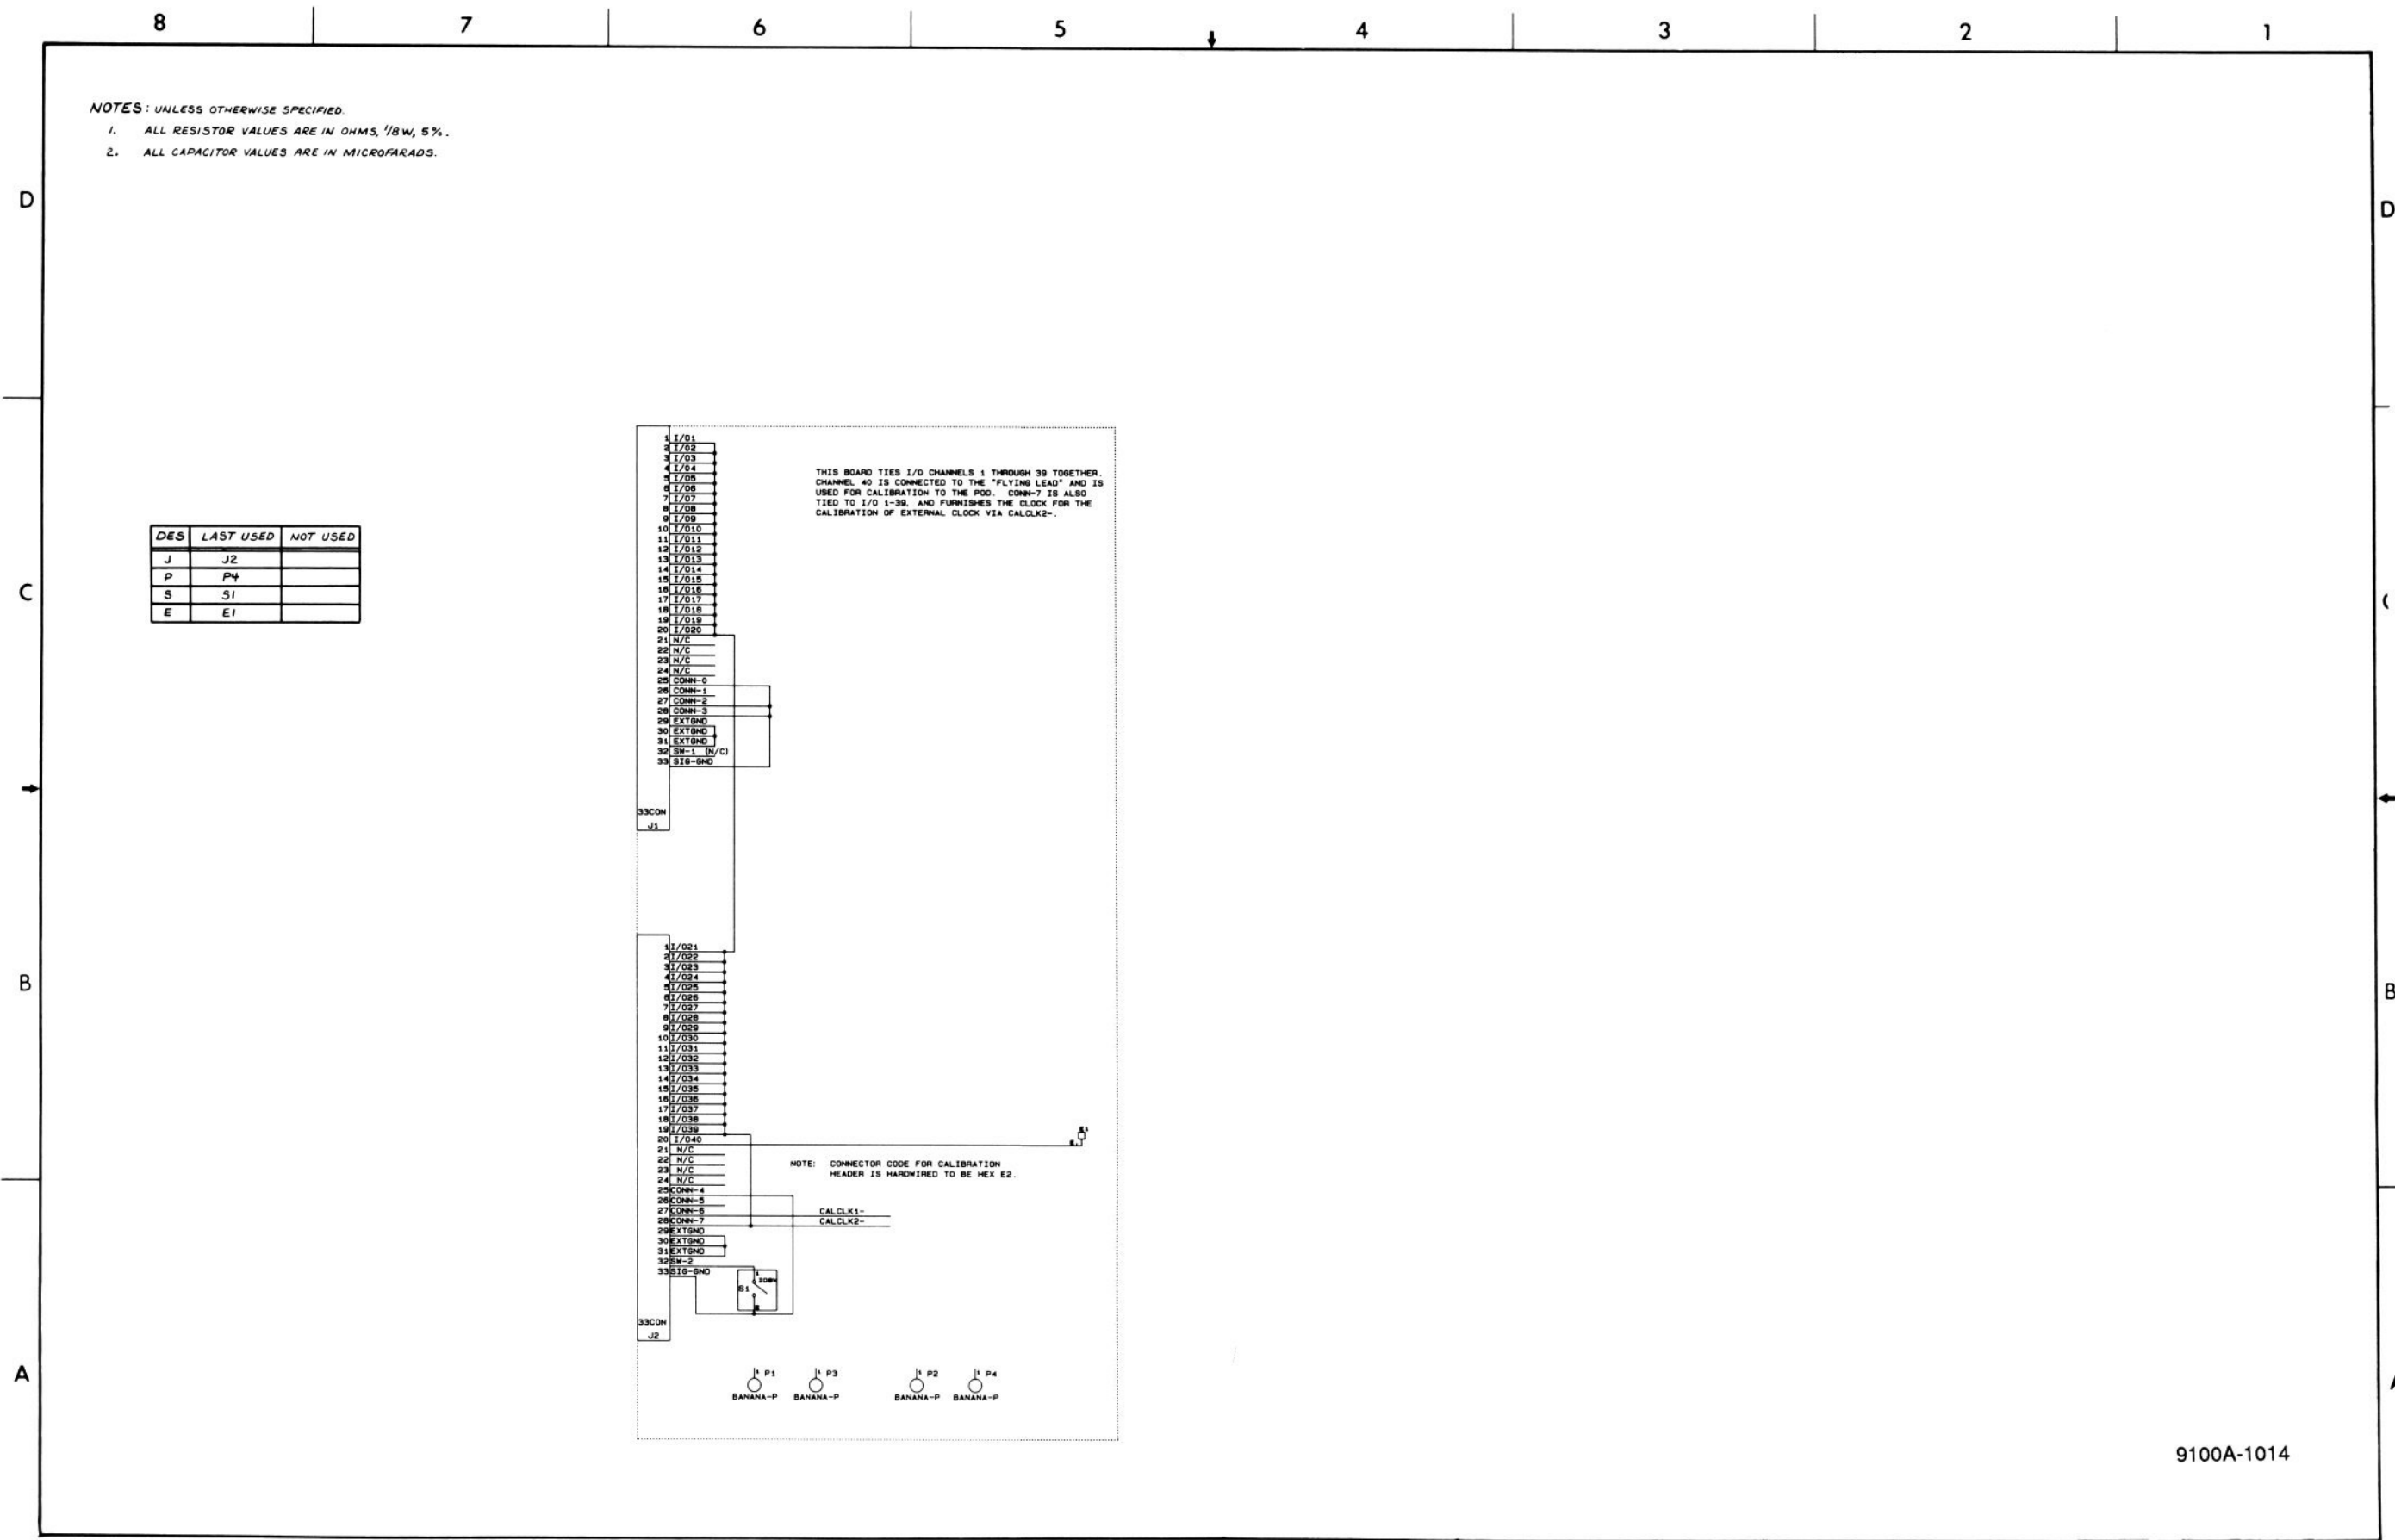 8 7 6 5 4 3 2 1
NOTES: UNLESS OTHERWISE SPECIFIED.
1. ALL RESISTOR VALUES ARE IN OHMS, 1/8W, 5%.
2. ALL CAPACITOR VALUES ARE IN MICROFARADS.
D
D
1 I/O1
2 I/O2
3 I/O3
4 I/O4
5 I/O5
6 I/O6
7 I/O7
8 I/O8
9 I/O9
10 I/O10
11 I/O11
12 I/O12
13 I/O13
14 I/O14
15 I/O15
16 I/O16
17 I/O17
18 I/O18
19 I/O19
20 I/O20
21 N/C
22 N/C
23 N/C
24 N/C
25 CONN-0
26 CONN-1
27 CONN-2
28 CONN-3
29 EXTGND
30 EXTGND
31 EXTGND
32 SW-1 (N/C)
33 SIG-GND
33CON
J1
THIS BOARD TIES I/O CHANNELS 1 THROUGH 39 TOGETHER.
CHANNEL 40 IS CONNECTED TO THE "FLYING LEAD" AND IS
USED FOR CALIBRATION TO THE POD. CONN-7 IS ALSO
TIED TO I/O 1-39, AND FURNISHES THE CLOCK FOR THE
CALIBRATION OF EXTERNAL CLOCK VIA CALCLK2-.
DES LAST USED NOT USED
J J2
P P4
S S1
E E1
C
B
B
1 I/O21
2 I/O22
3 I/O23
4 I/O24
5 I/O25
6 I/O26
7 I/O27
8 I/O28
9 I/O29
10 I/O30
11 I/O31
12 I/O32
13 I/O33
14 I/O34
15 I/O35
16 I/O36
17 I/O37
18 I/O38
19 I/O39
20 I/O40
21 N/C
22 N/C
23 N/C
24 N/C
25 CONN-4
26 CONN-5
27 CONN-6
28 CONN-7
29 EXTGND
30 EXTGND
31 EXTGND
32 SW-2
33 SIG-GND
33CON
J2
E1
NOTE: CONNECTOR CODE FOR CALIBRATION
HEADER IS HARDWIRED TO BE HEX E2.
CALCLK1-
CALCLK2-
1
S1
A
1 P1
BANANA-P
1 P3
BANANA-P
1 P2
BANANA-P
1 P4
BANANA-P
9100A-1014